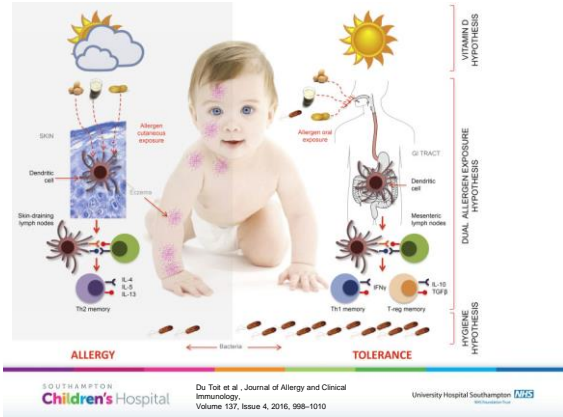 VITAMIN D
HYPOTHESIS
DUAL ALLERGEN EXPOSURE
HYPOTHESIS
HYGIENE
HYPOTHESIS
SKIN
Allergen
cutaneous
exposure
Dendritic
cell
Eczema
Skin-draining
lymph nodes
IL-4
IL-5
IL-13
Th2 memory
Allergen oral
exposure
GI TRACT
Dendritic
cell
Mesenteric
lymph nodes
IFNγ
IL-10
TGFβ
Th1 memory
T-reg memory
ALLERGY
Bacteria
TOLERANCE
SOUTHAMPTON
Children's Hospital
Du Toit et al , Journal of Allergy and Clinical
Immunology,
Volume 137, Issue 4, 2016, 998–1010
University Hospital Southampton NHS
NHS Foundation Trust